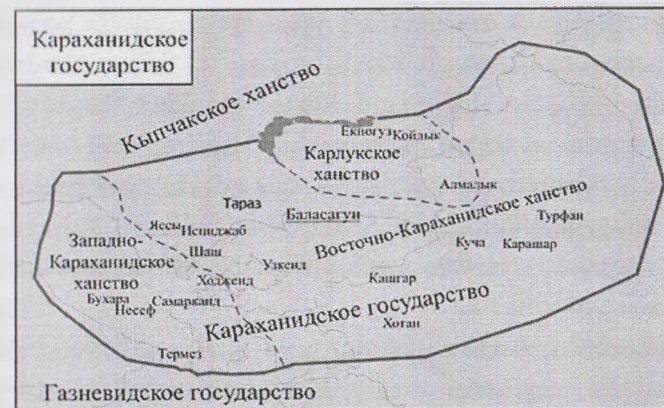 Караханидское
государство
Кыпчакское ханство
Екиогуз Койлык
Карлукское
ханство
Алмалык
Тараз
Баласагун
Восточно-Караханидское ханство
Турфан
Яссы Испиджаб
Западно-
Караханидское
ханство
Шаш
Куча
Карашар
Узкенд
Ходженд
Кашгар
Бухара
Несеф
Самарканд
Караханидское государство
Хотан
Термез
Газневидское государство